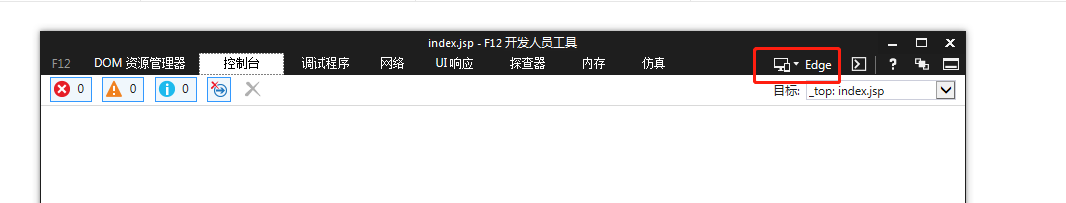 index.jsp - F12 开发人员工具
F12 DOM 资源管理器 控制台 调试程序 网络 UI 响应 探查器 内存 仿真 Edge ?
0 0 0 目标: _top: index.jsp